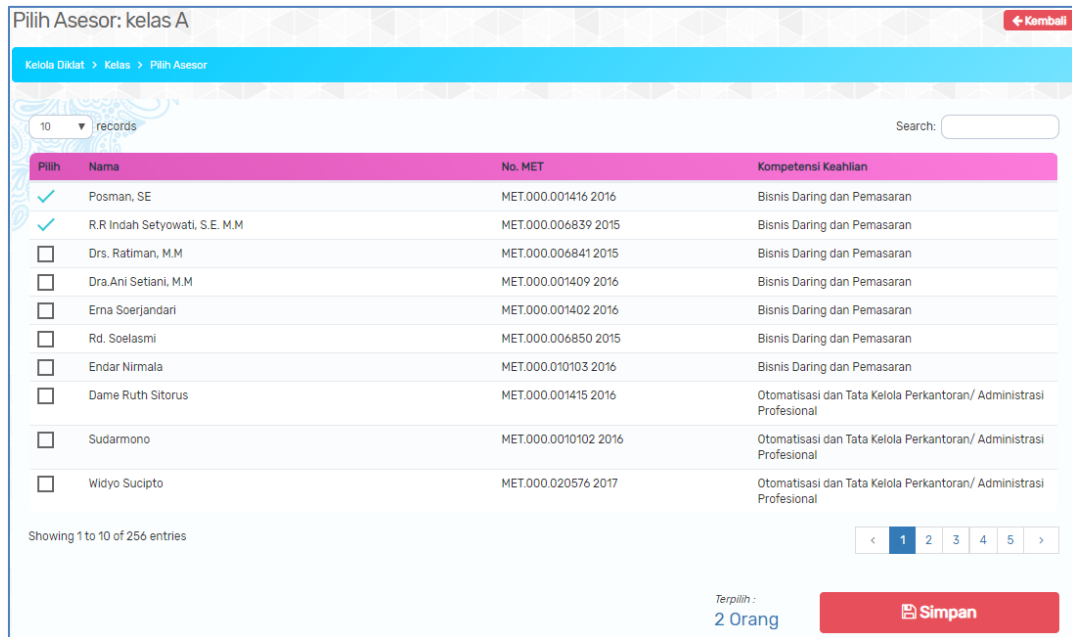 Pilih Asesor: kelas A
Kembali
Kelola Diklat > Kelas > Pilih Asesor
10 records
Search:
Pilih Nama No. MET Kompetensi Keahlian
Posman, SE MET.000.001416 2016 Bisnis Daring dan Pemasaran
R.R Indah Setyowati, S.E. M.M MET.000.006839 2015 Bisnis Daring dan Pemasaran
Drs. Ratiman, M.M MET.000.006841 2015 Bisnis Daring dan Pemasaran
Dra.Ani Setiani, M.M MET.000.001409 2016 Bisnis Daring dan Pemasaran
Erna Soerjandari MET.000.001402 2016 Bisnis Daring dan Pemasaran
Rd. Soelasmi MET.000.006850 2015 Bisnis Daring dan Pemasaran
Endar Nirmala MET.000.010103 2016 Bisnis Daring dan Pemasaran
Dame Ruth Sitorus MET.000.001415 2016 Otomatisasi dan Tata Kelola Perkantoran/ Administrasi
Profesional
Sudarmono MET.000.0010102 2016 Otomatisasi dan Tata Kelola Perkantoran/ Administrasi
Profesional
Widyo Sucipto MET.000.020576 2017 Otomatisasi dan Tata Kelola Perkantoran/ Administrasi
Profesional
Showing 1 to 10 of 256 entries
< 1 2 3 4 5 >
Terpilih :
2 Orang
Simpan